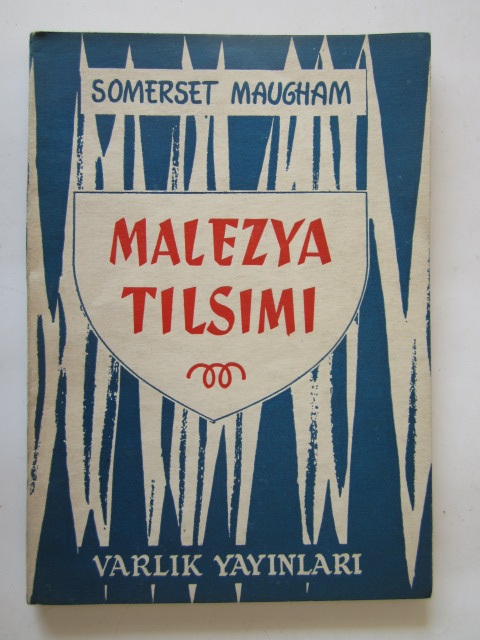 SOMERSET MAUGHAM
MALEZYA
TILSIMI
VARLIK YAYINLARI